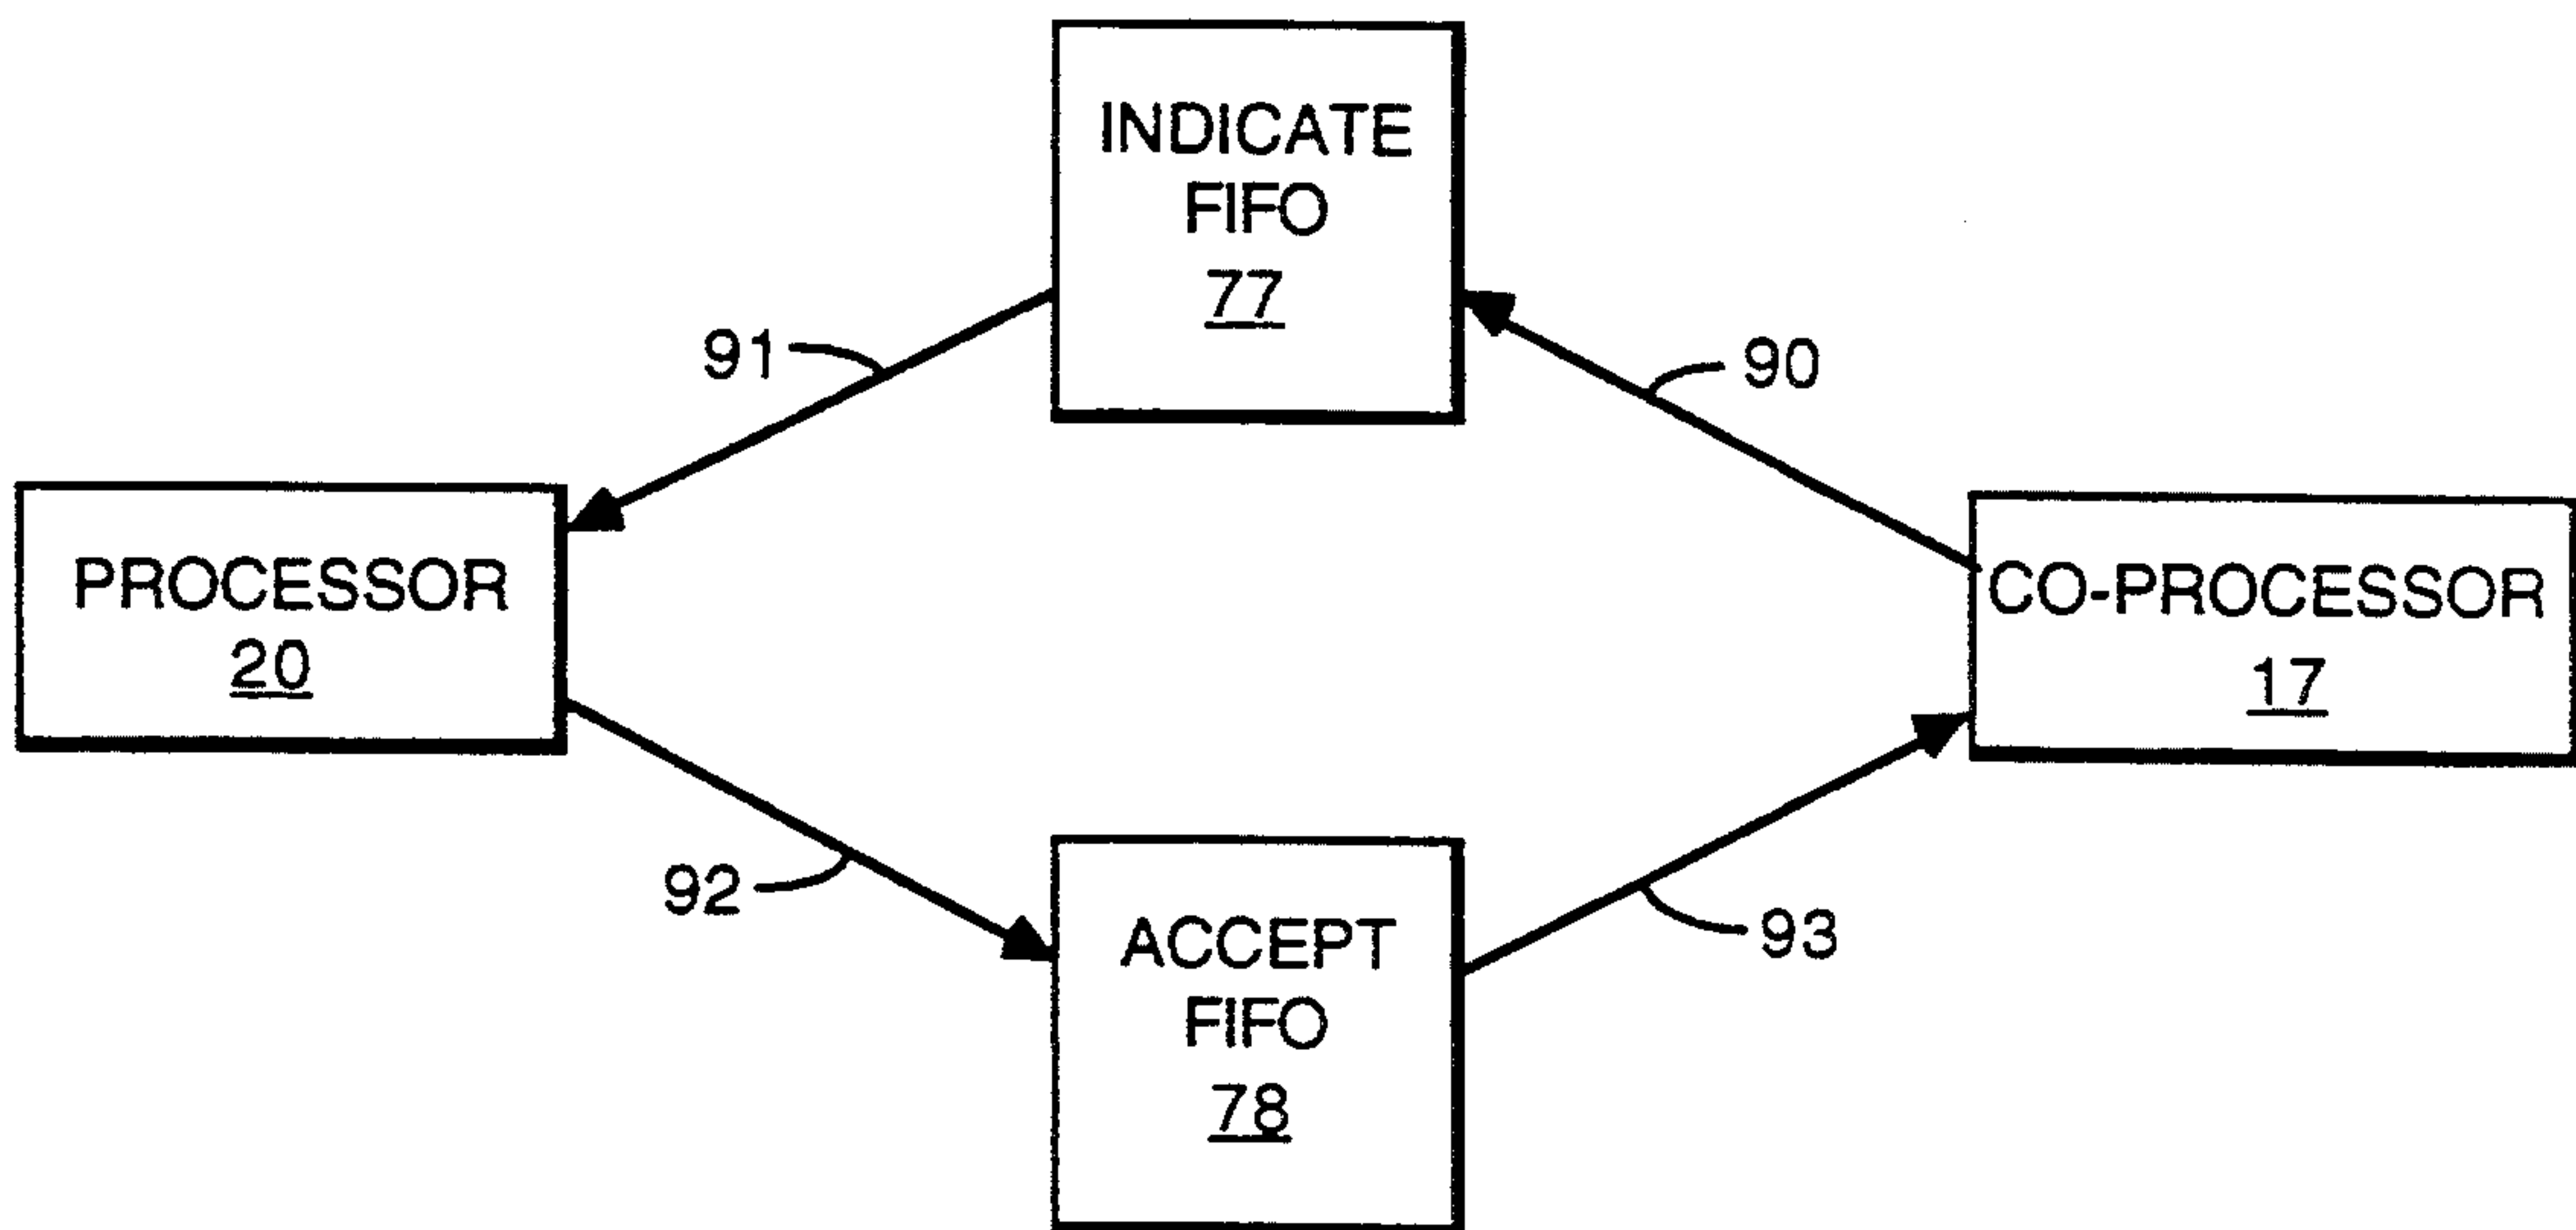 INDICATE
FIFO
77
91
90
PROCESSOR
20
CO-PROCESSOR
17
92
93
ACCEPT
FIFO
78